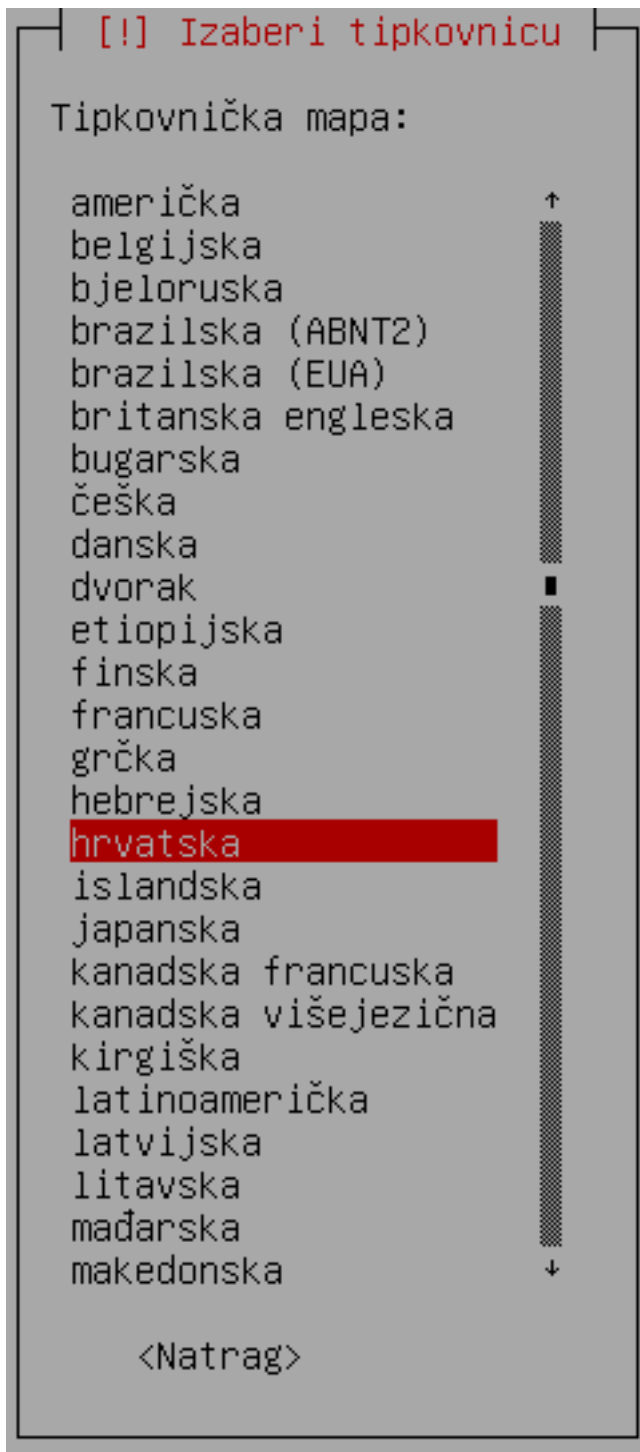 [!] Izaberi tipkovnicu
Tipkovnička mapa:
američka
belgijska
bjeloruska
brazilska (ABNT2)
brazilska (EUA)
britanska engleska
bugarska
češka
danska
dvorak
etiopijska
finska
francuska
grčka
hebrejska
hrvatska
islandska
japanska
kanadska francuska
kanadska višejezična
kirgiška
latinoamerička
latvijska
litavska
mađarska
makedonska
<Natrag>